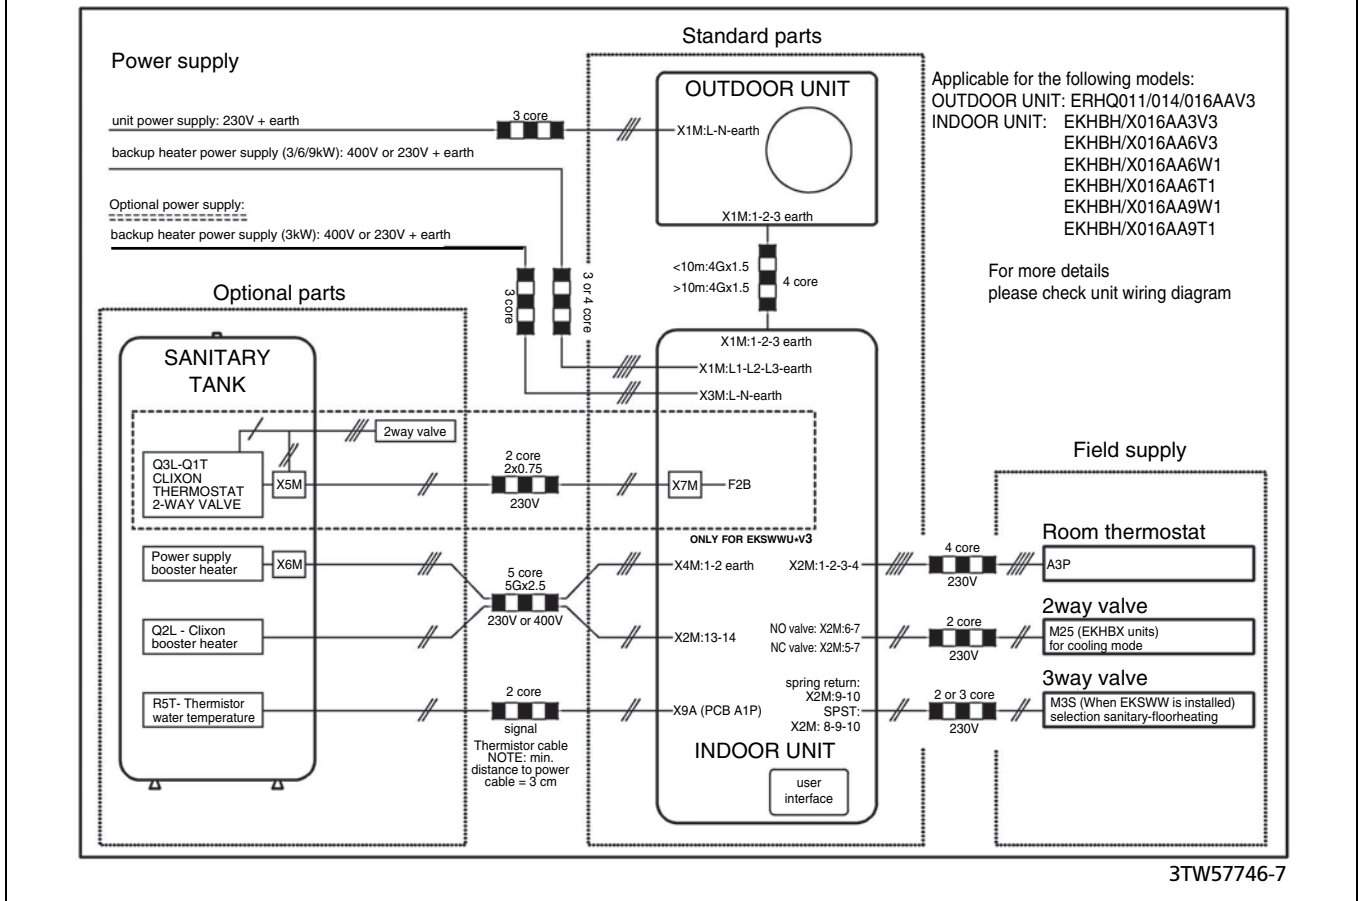 Power supply
Standard parts
unit power supply: 230V + earth
3 core
backup heater power supply (3/6/9kW): 400V or 230V + earth
Optional power supply:
backup heater power supply (3kW): 400V or 230V + earth
3 core
3 or 4 core
OUTDOOR UNIT
X1M:L-N-earth
X1M:1-2-3 earth
<10m:4Gx1.5
>10m:4Gx1.5
4 core
Applicable for the following models:
OUTDOOR UNIT: ERHQ011/014/016AAV3
INDOOR UNIT: EKHBH/X016AA3V3
EKHBH/X016AA6V3
EKHBH/X016AA6W1
EKHBH/X016AA6T1
EKHBH/X016AA9W1
EKHBH/X016AA9T1
For more details
please check unit wiring diagram
Optional parts
SANITARY
TANK
X1M:1-2-3 earth
X1M:L1-L2-L3-earth
X3M:L-N-earth
2way valve
Q3L-Q1T
CLIXON
THERMOSTAT
2-WAY VALVE
X5M
2 core
2x0.75
230V
X7M
F2B
ONLY FOR EKSWWU*V3
Power supply
booster heater
X6M
5 core
5Gx2.5
230V or 400V
X4M:1-2 earth
Q2L - Clixon
booster heater
X2M:13-14
R5T- Thermistor
water temperature
2 core
signal
Thermistor cable
NOTE: min.
distance to power
cable = 3 cm
X9A (PCB A1P)
X2M:1-2-3-4
NO valve: X2M:6-7
NC valve: X2M:5-7
spring return:
X2M:9-10
SPST:
X2M: 8-9-10
INDOOR UNIT
user
interface
Field supply
Room thermostat
4 core
230V
A3P
2way valve
2 core
230V
M25 (EKHBX units)
for cooling mode
3way valve
2 or 3 core
230V
M3S (When EKSWW is installed)
selection sanitary-floorheating
3TW57746-7